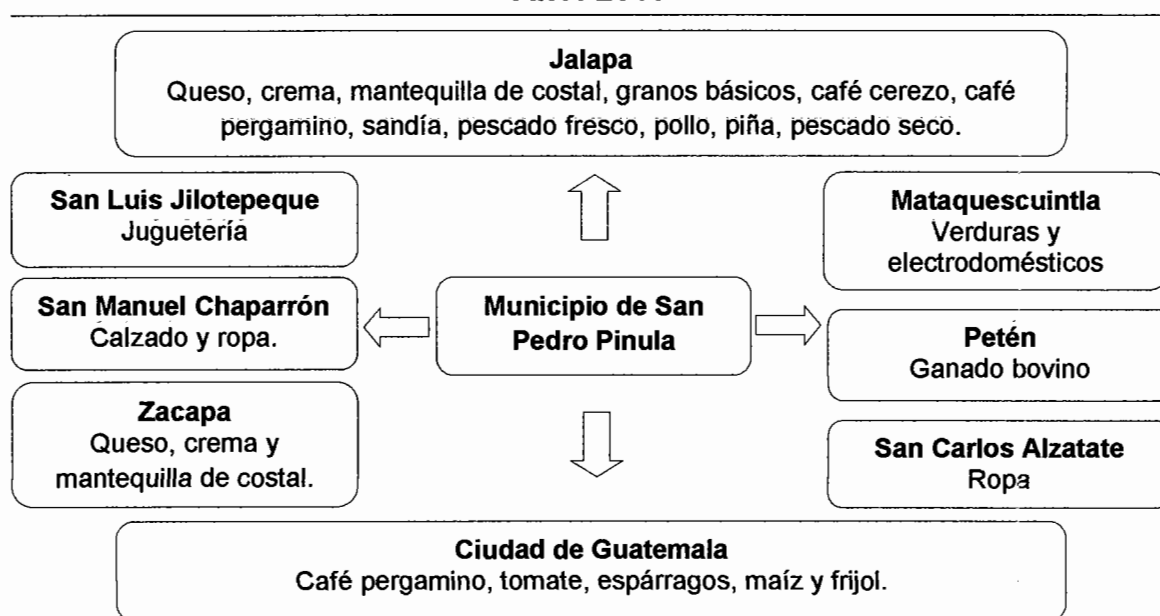 Jalapa
Queso, crema, mantequilla de costal, granos básicos, café cerezo, café
pergamino, sandía, pescado fresco, pollo, piña, pescado seco.
San Luis Jilotepeque
Juguetería
San Manuel Chaparrón
Calzado y ropa.
Zacapa
Queso, crema y
mantequilla de costal.
Municipio de San
Pedro Pinula
Mataquescuintla
Verduras y
electrodomésticos
Petén
Ganado bovino
San Carlos Alzatate
Ropa
Ciudad de Guatemala
Café pergamino, tomate, espárragos, maíz y frijol.